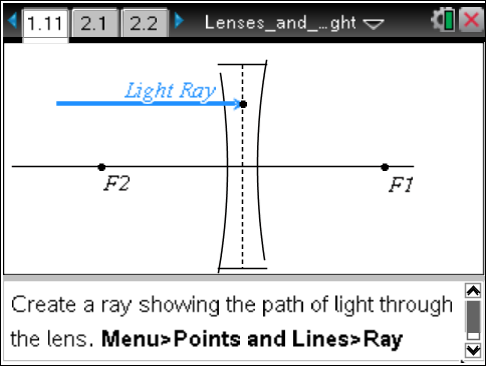 1.11 2.1 2.2 Lenses_and_…ght
Light Ray
F2 F1
Create a ray showing the path of light through
the lens. Menu>Points and Lines>Ray